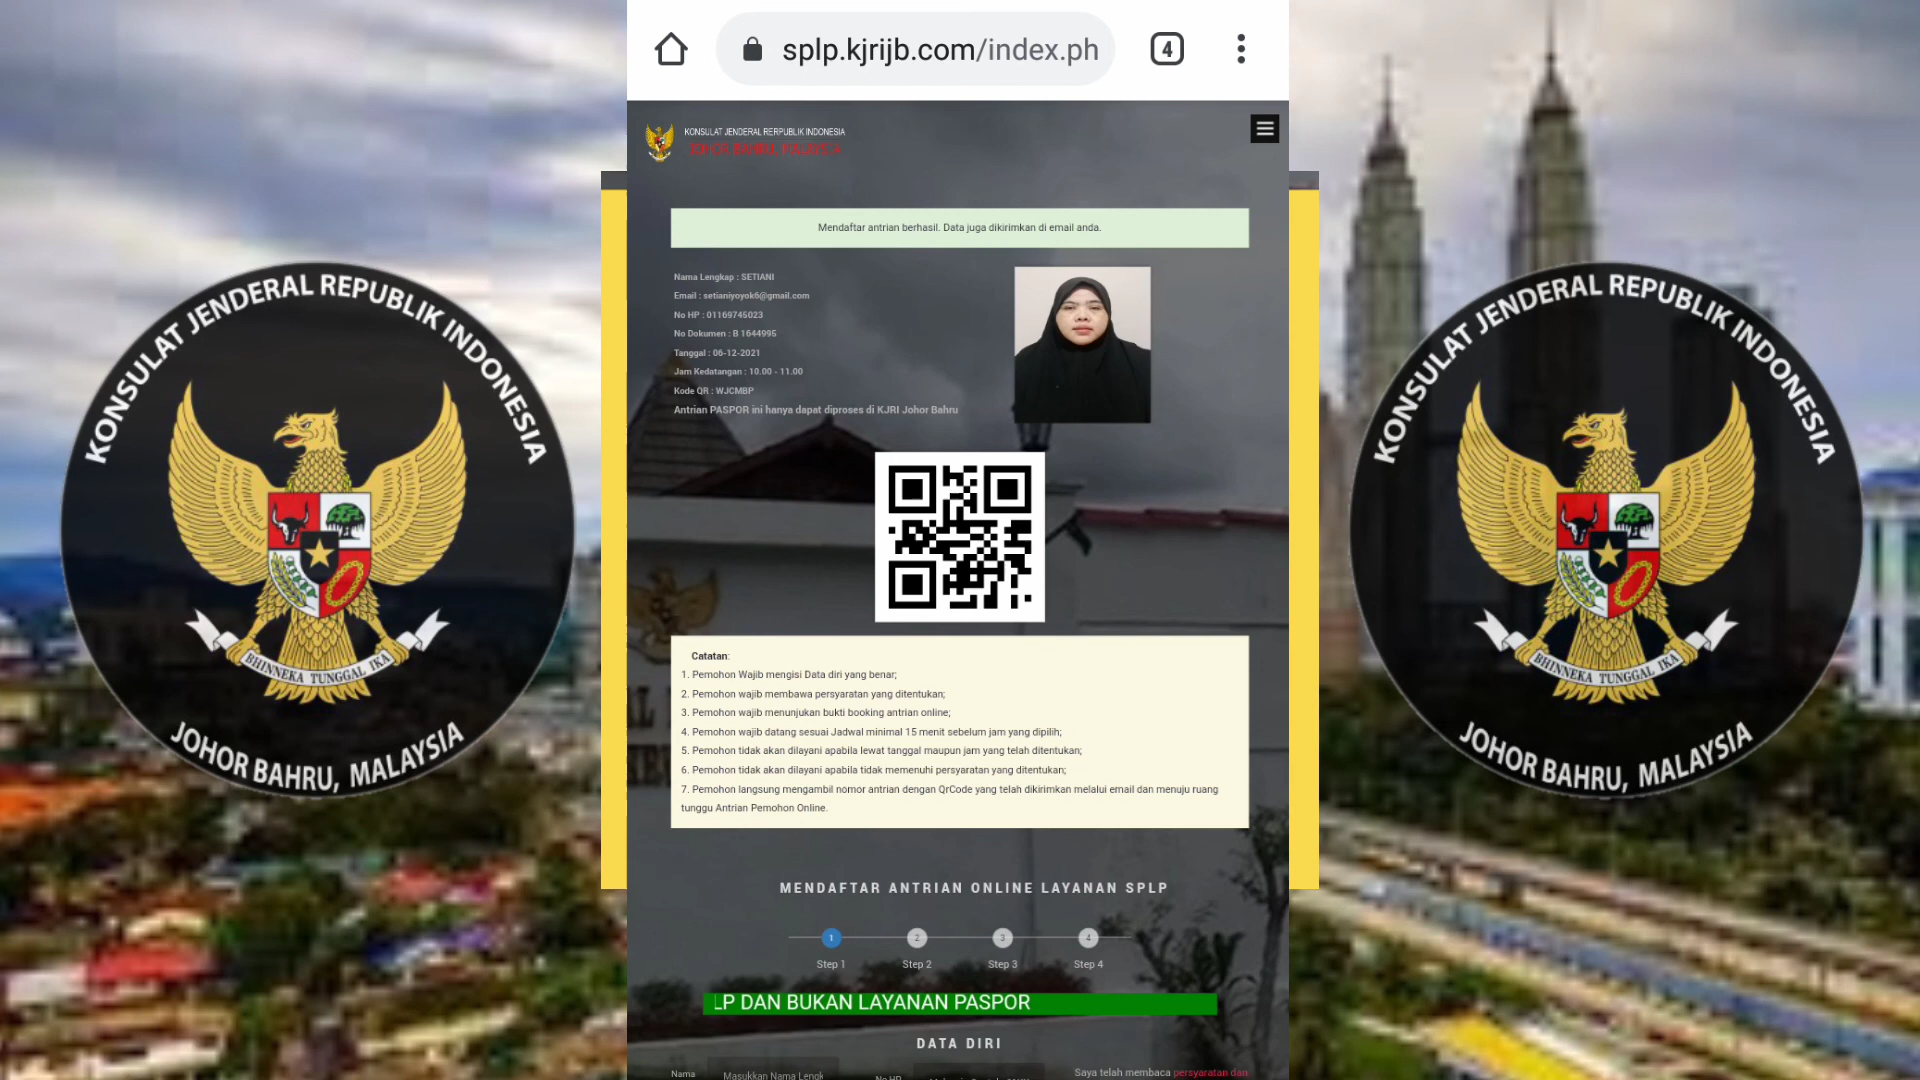 splp.kjrijb.com/index.ph
4
KONSULAT JENDERAL RERPUBLIK INDONESIA
JOHOR BAHRU, MALAYSIA
Mendaftar antrian berhasil. Data juga dikirimkan di email anda.
Nama Lengkap : SETIANI
Email : setianiyoyok6@gmail.com
No HP : 01169745023
No Dokumen : B 1644995
Tanggal : 06-12-2021
Jam Kedatangan : 10.00 - 11.00
Kode QR : WJCMBP
Antrian PASPOR ini hanya dapat diproses di KJRI Johor Bahru
KONSULAT JENDERAL REPUBLIK INDONESIA
BHINNEKA TUNGGAL IKA
JOHOR BAHRU, MALAYSIA
KONSULAT JENDERAL REPUBLIK INDONESIA
BHINNEKA TUNGGAL IKA
JOHOR BAHRU, MALAYSIA
Catatan:
1. Pemohon Wajib mengisi Data diri yang benar;
2. Pemohon wajib membawa persyaratan yang ditentukan;
3. Pemohon wajib menunjukan bukti booking antrian online;
4. Pemohon wajib datang sesuai Jadwal minimal 15 menit sebelum jam yang dipilih;
5. Pemohon tidak akan dilayani apabila lewat tanggal maupun jam yang telah ditentukan;
6. Pemohon tidak akan dilayani apabila tidak memenuhi persyaratan yang ditentukan;
7. Pemohon langsung mengambil nomor antrian dengan QrCode yang telah dikirimkan melalui email dan menuju ruang
tunggu Antrian Pemohon Online.
MENDAFTAR ANTRIAN ONLINE LAYANAN SPLP
1 2 3 4
Step 1 Step 2 Step 3 Step 4
LP DAN BUKAN LAYANAN PASPOR
DATA DIRI
Nama Masukkan Nama Lengk No HP Saya telah membaca persyaratan dan